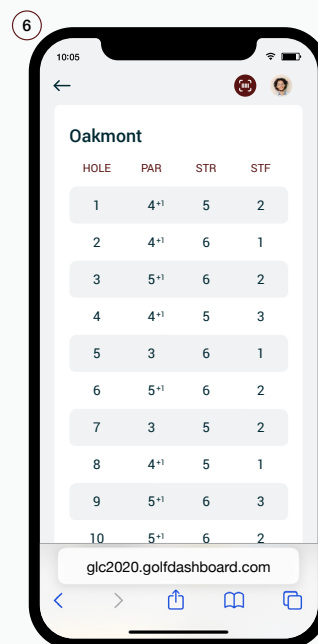 6
10:05
Oakmont
HOLE PAR STR STF
1 4+1 5 2
2 4+1 6 1
3 5+1 6 2
4 4+1 5 3
5 3 6 1
6 5+1 6 2
7 3 5 2
8 4+1 5 1
9 5+1 6 3
10 5+1 6 2
glc2020.golfdashboard.com